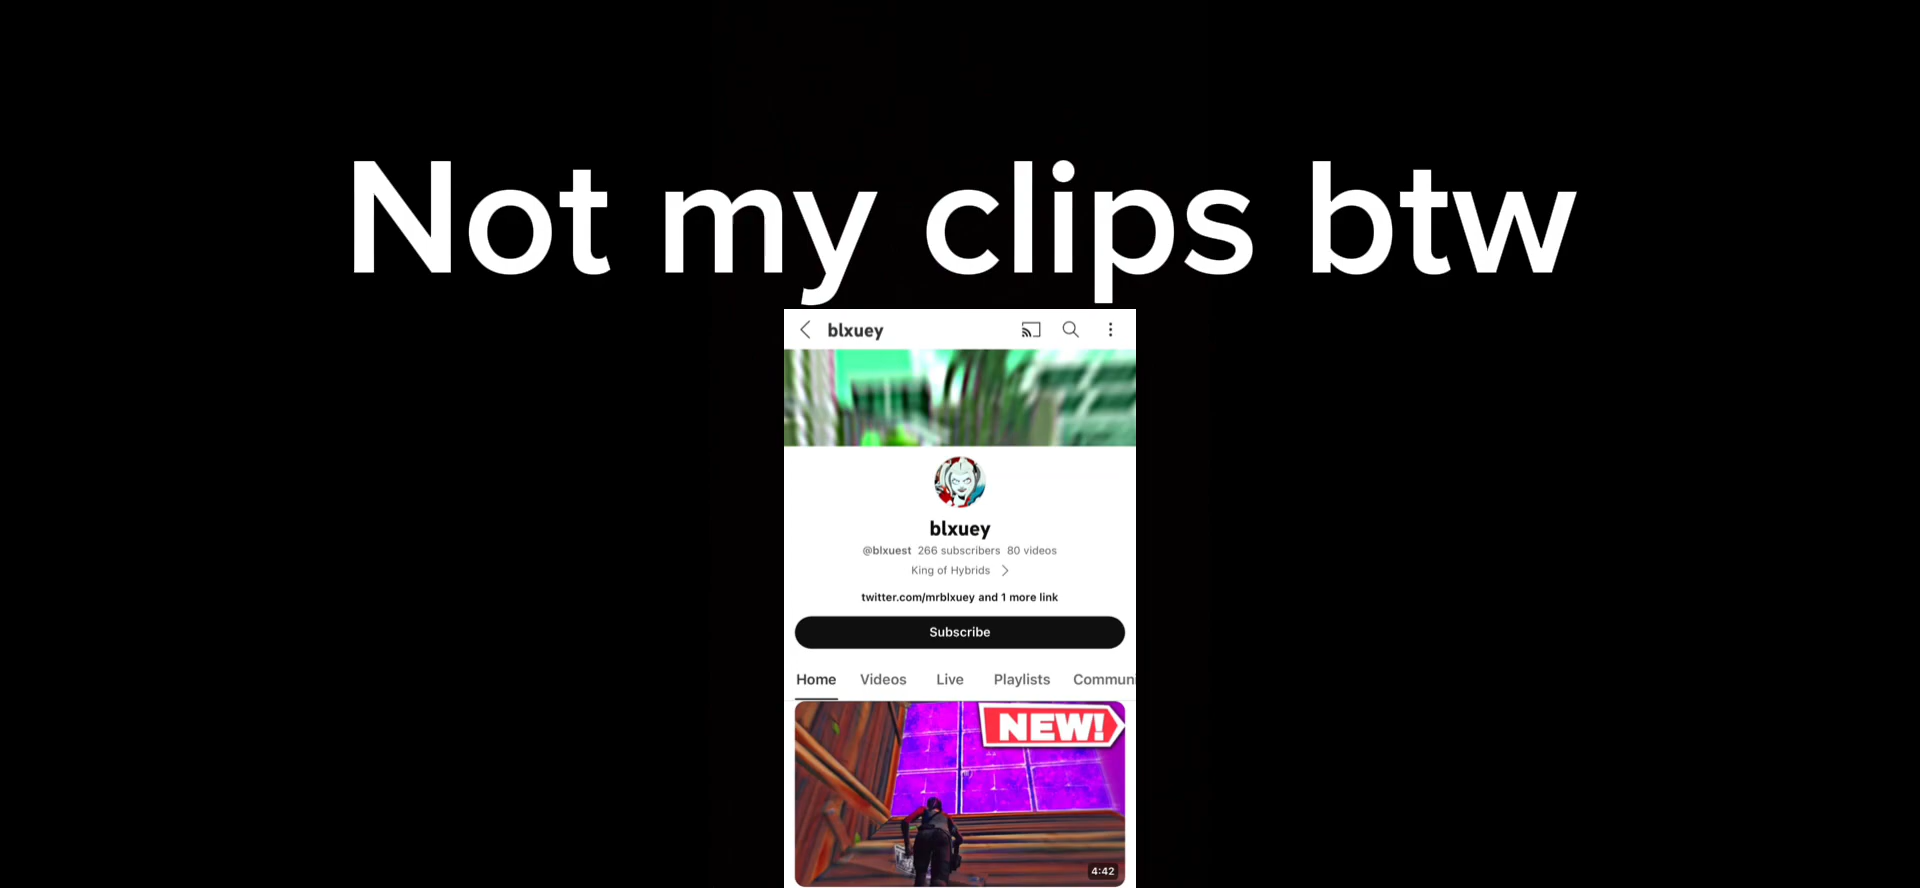 Not my clips btw
blxuey
blxuey
@blxuest 266 subscribers 80 videos
King of Hybrids
twitter.com/mrblxuey and 1 more link
Subscribe
Home Videos Live Playlists Communi
NEW!
4:42